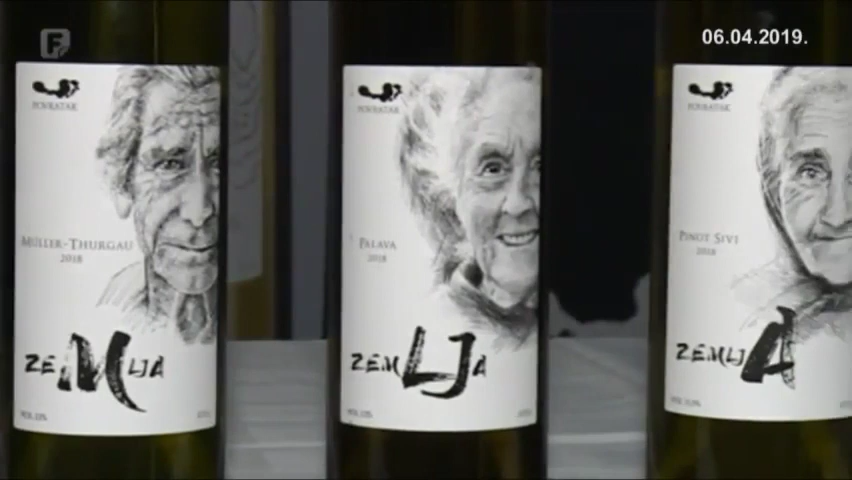 06.04.2019.
POVRATAK
MÜLLER-THURGAU
2018
ZEMLJA
POVRATAK
PALAVA
2018
ZEMLJA
POVRATAK
PINOT SIVI
2018
ZEMLJA